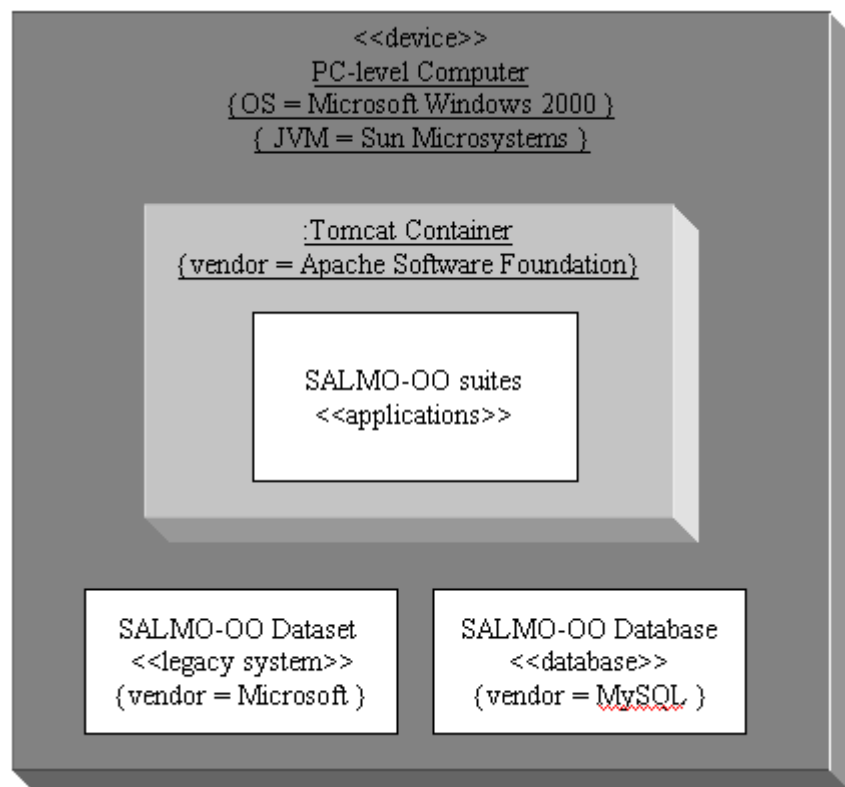 <<device>>
PC-level Computer
{OS = Microsoft Windows 2000 }
{ JVM = Sun Microsystems }
:Tomcat Container
{vendor = Apache Software Foundation}
SALMO-OO suites
<<applications>>
SALMO-OO Dataset
<<legacy system>>
{vendor = Microsoft }
SALMO-OO Database
<<database>>
{vendor = MySQL }